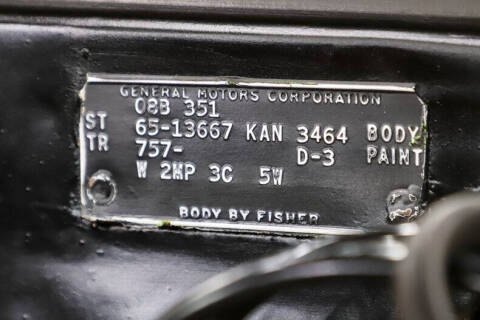 GENERAL MOTORS CORPORATION
08B 351
ST 65-13667 KAN 3464 BODY
TR 757- D-3 PAINT
W 2MP 3C 5W
BODY BY FISHER